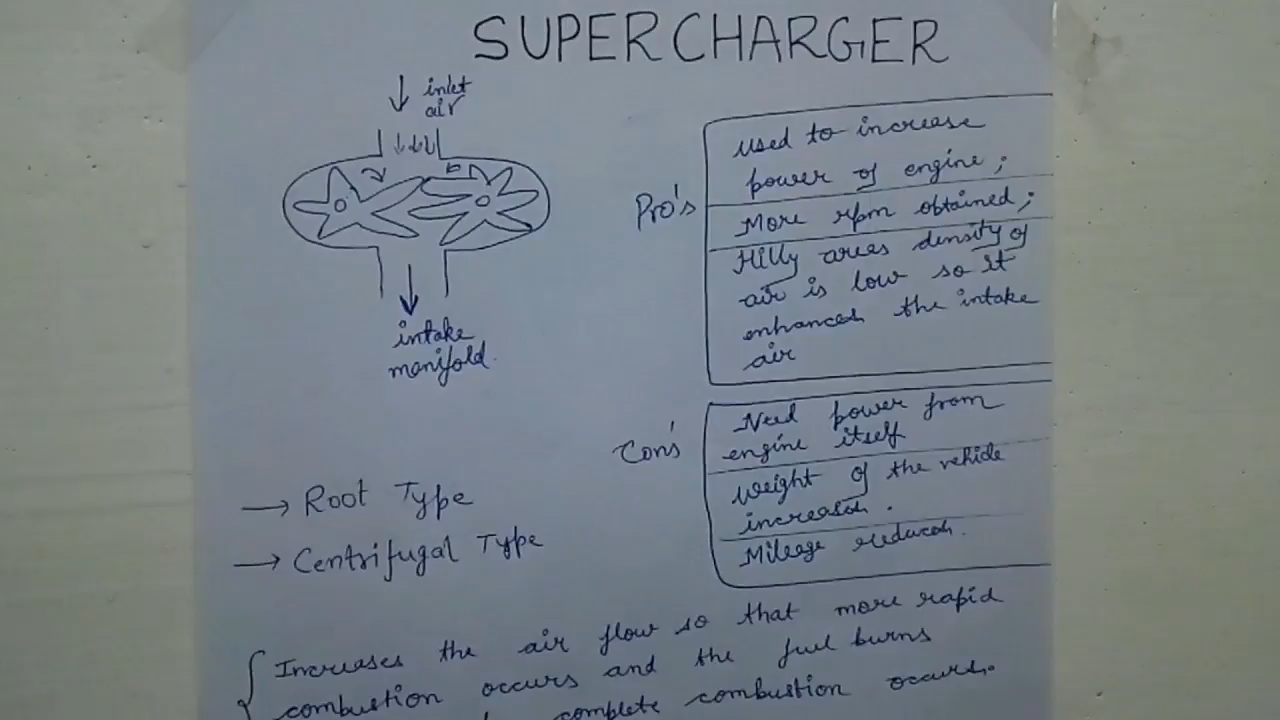 SUPERCHARGER
inlet
air
intake
manifold.
→ Root Type
→ Centrifugal Type
Pro's
used to increase
power of engine;
More rpm obtained;
Hilly areas density of
air is low so it
enhances the intake
air
Con's
Need power from
engine itself
weight of the vehicle
increases.
Mileage reduces.
Increases the air flow so that more rapid
combustion occurs and the fuel burns
complete combustion occurs.